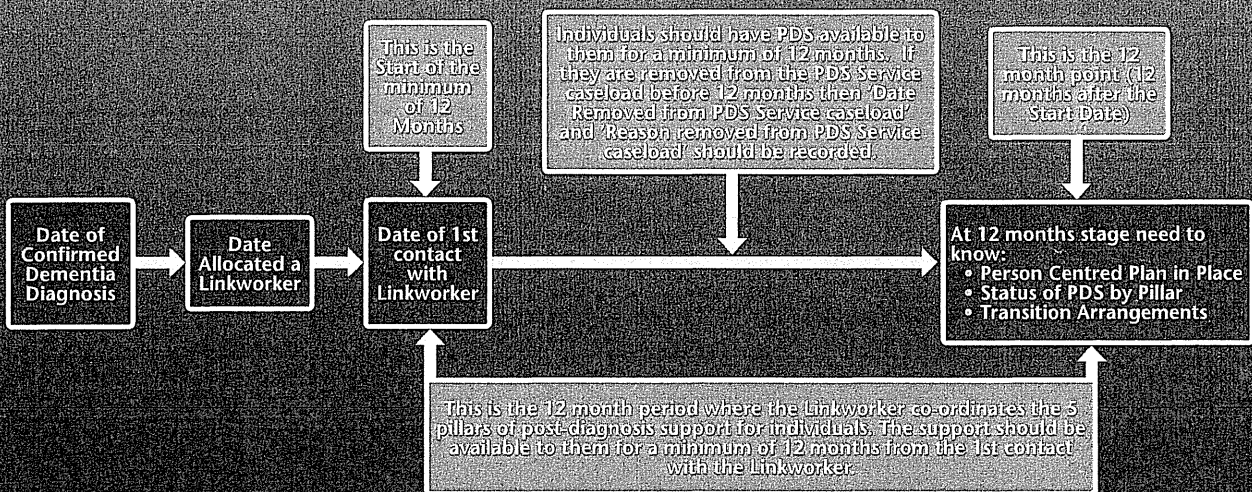 This is the
Start of the
minimum
of 12
Months
Individuals should have PDS available to
them for a minimum of 12 months. If
they are removed from the PDS Service
caseload before 12 months then 'Date
Removed from PDS Service caseload'
and 'Reason removed from PDS Service
caseload' should be recorded.
This is the 12
month point (12
months after the
Start Date)
Date of
Confirmed
Dementia
Diagnosis
Date
Allocated a
Linkworker
Date of 1st
contact
with
Linkworker
At 12 months stage need to
know:
• Person Centred Plan in Place
• Status of PDS by Pillar
• Transition Arrangements
This is the 12 month period where the Linkworker co-ordinates the 5
pillars of post-diagnosis support for individuals. The support should be
available to them for a minimum of 12 months from the 1st contact
with the Linkworker.